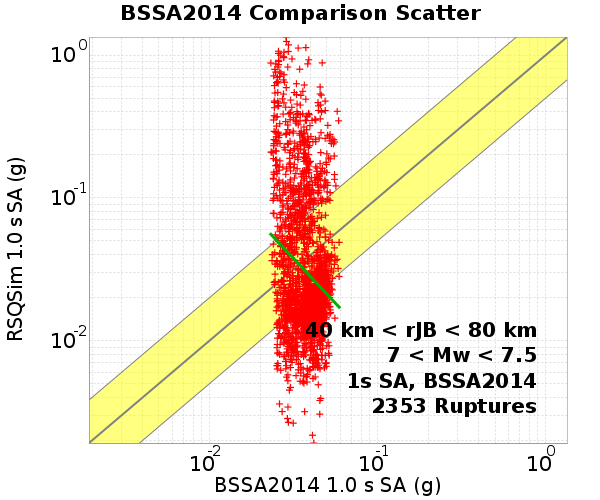 BSSA2014 Comparison Scatter
RSQSim 1.0 s SA (g)
10^0
10^-1
10^-2
40 km < rJB < 80 km
7 < Mw < 7.5
1s SA, BSSA2014
2353 Ruptures
10^-2 10^-1 10^0
BSSA2014 1.0 s SA (g)